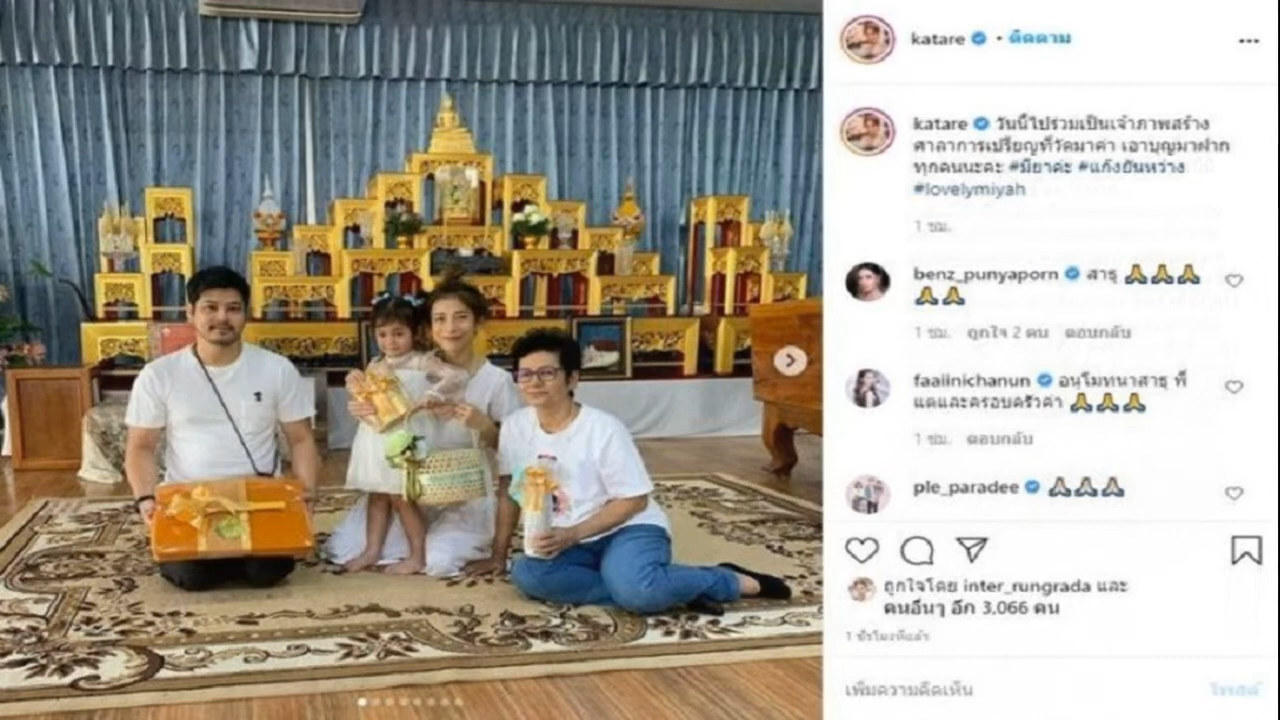 katare • ติดตาม
katare วันนี้ไปร่วมเป็นเจ้าภาพสร้าง
ศาลาการเปรียญที่วัดมาค่า เอาบุญมาฝาก
ทุกคนนะคะ #มียาค่ะ #แก๊งยันหว่าง
#lovelymiyah
1 ชม.
benz_punyaporn สาธุ 🙏🙏🙏
🙏🙏
1 ชม. ถูกใจ 2 คน ตอบกลับ
faaiinichanun อนุโมทนาสาธุ พี่
แตและครอบครัวค่า 🙏🙏🙏
1 ชม. ตอบกลับ
ple_paradee 🙏🙏🙏
ถูกใจโดย inter_rungrada และ
คนอื่นๆ อีก 3,066 คน
1 ชั่วโมงที่แล้ว
เพิ่มความคิดเห็น โพสต์